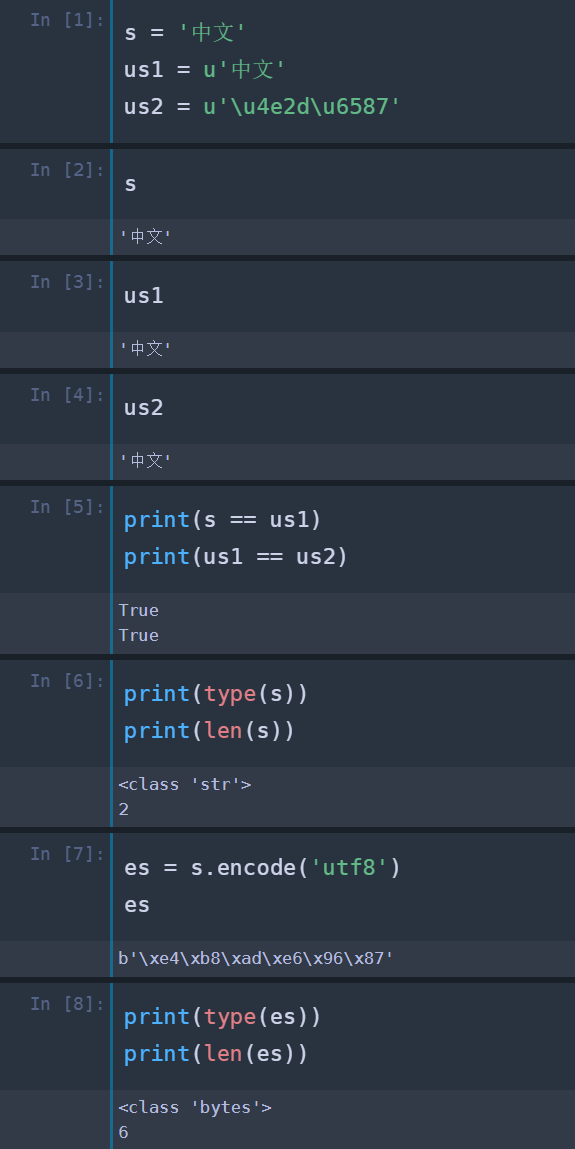 In [1]:
s = '中文'
us1 = u'中文'
us2 = u'\u4e2d\u6587'
In [2]:
s
'中文'
In [3]:
us1
'中文'
In [4]:
us2
'中文'
In [5]:
print(s == us1)
print(us1 == us2)
True
True
In [6]:
print(type(s))
print(len(s))
<class 'str'>
2
In [7]:
es = s.encode('utf8')
es
b'\xe4\xb8\xad\xe6\x96\x87'
In [8]:
print(type(es))
print(len(es))
<class 'bytes'>
6